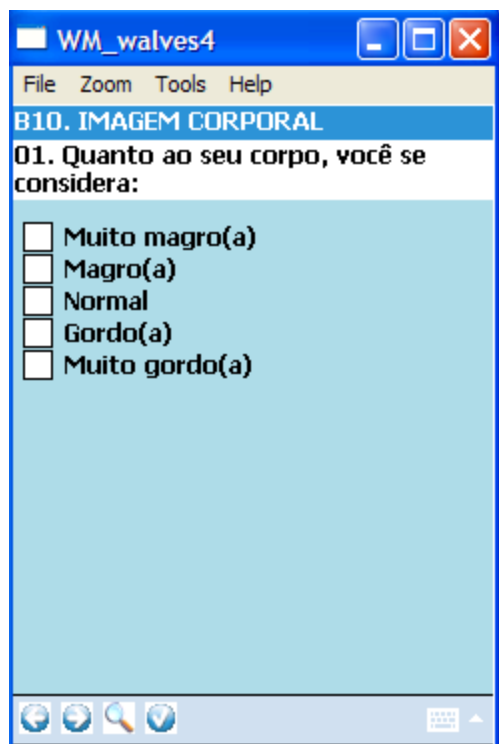 WM_walves4
File Zoom Tools Help
B10. IMAGEM CORPORAL
01. Quanto ao seu corpo, você se
considera:
Muito magro(a)
Magro(a)
Normal
Gordo(a)
Muito gordo(a)